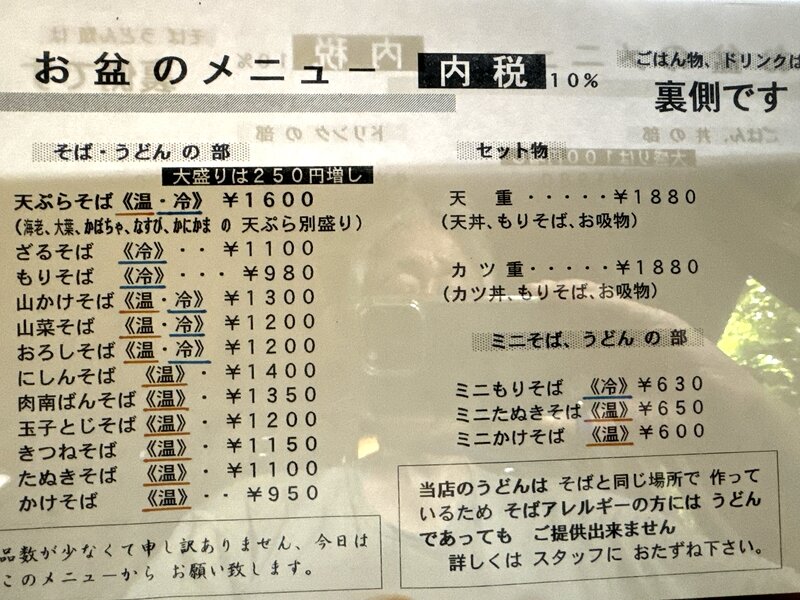 お盆のメニュー 内税 10%
ごはん物、ドリンクは
裏側です
そば・うどん の 部
大盛りは250円増し
天ぷらそば《温・冷》 ¥1600
(海老、大葉、かぼちゃ、なすび、かにかま の 天ぷら別盛り)
ざるそば 《冷》 ・・ ¥1100
もりそば 《冷》 ・・・ ¥980
山かけそば《温・冷》 ¥1300
山菜そば 《温・冷》 ¥1200
おろしそば《温・冷》 ¥1200
にしんそば 《温》・ ¥1400
肉南ばんそば《温》・ ¥1350
玉子とじそば《温》・ ¥1200
きつねそば 《温》・ ¥1150
たぬきそば 《温》・ ¥1100
かけそば 《温》・・ ¥950
品数が少なくて申し訳ありません、今日は
このメニューから お願い致します。
セット物
天 重・・・・・¥1880
(天丼、もりそば、お吸物)
カツ重・・・・・¥1880
(カツ丼、もりそば、お吸物)
ミニそば、うどん の 部
ミニもりそば 《冷》¥630
ミニたぬきそば《温》¥650
ミニかけそば 《温》¥600
当店のうどんは そばと同じ場所で 作って
いるため そばアレルギーの方には うどん
であっても ご提供出来ません
詳しくは スタッフに おたずね下さい。